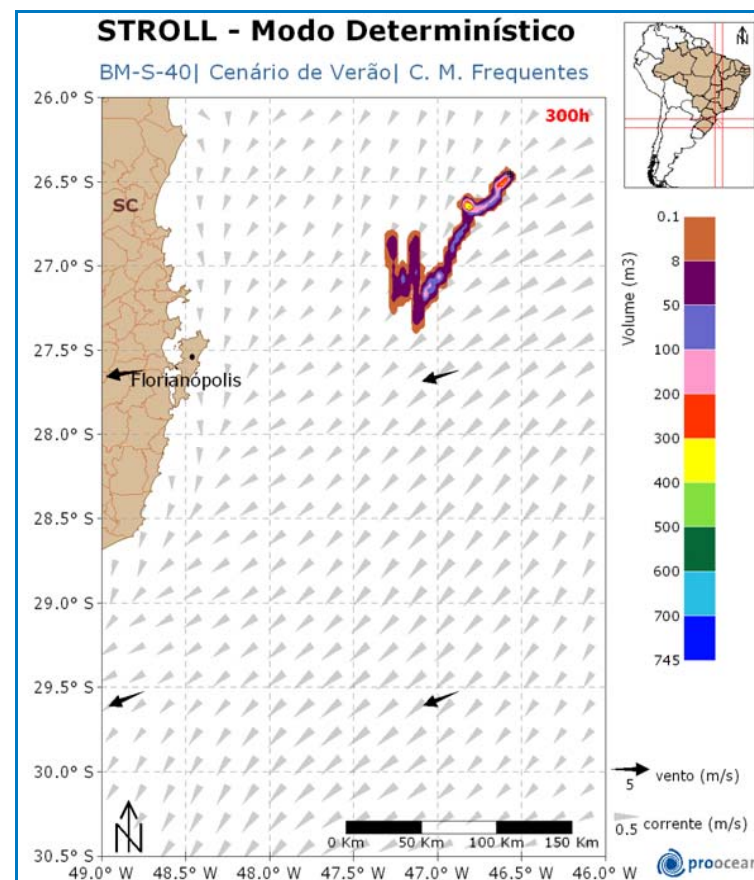 STROLL - Modo Determinístico
BM-S-40| Cenário de Verão| C. M. Frequentes
N
26.0° S
300h
26.5° S
SC
27.0° S
27.5° S
Florianópolis
28.0° S
28.5° S
29.0° S
29.5° S
30.0° S
30.5° S
N
0 Km 50 Km 100 Km 150 Km
49.0° W 48.5° W 48.0° W 47.5° W 47.0° W 46.5° W 46.0° W
Volume (m3)
0.1
8
50
100
200
300
400
500
600
700
745
5 vento (m/s)
0.5 corrente (m/s)
proocean